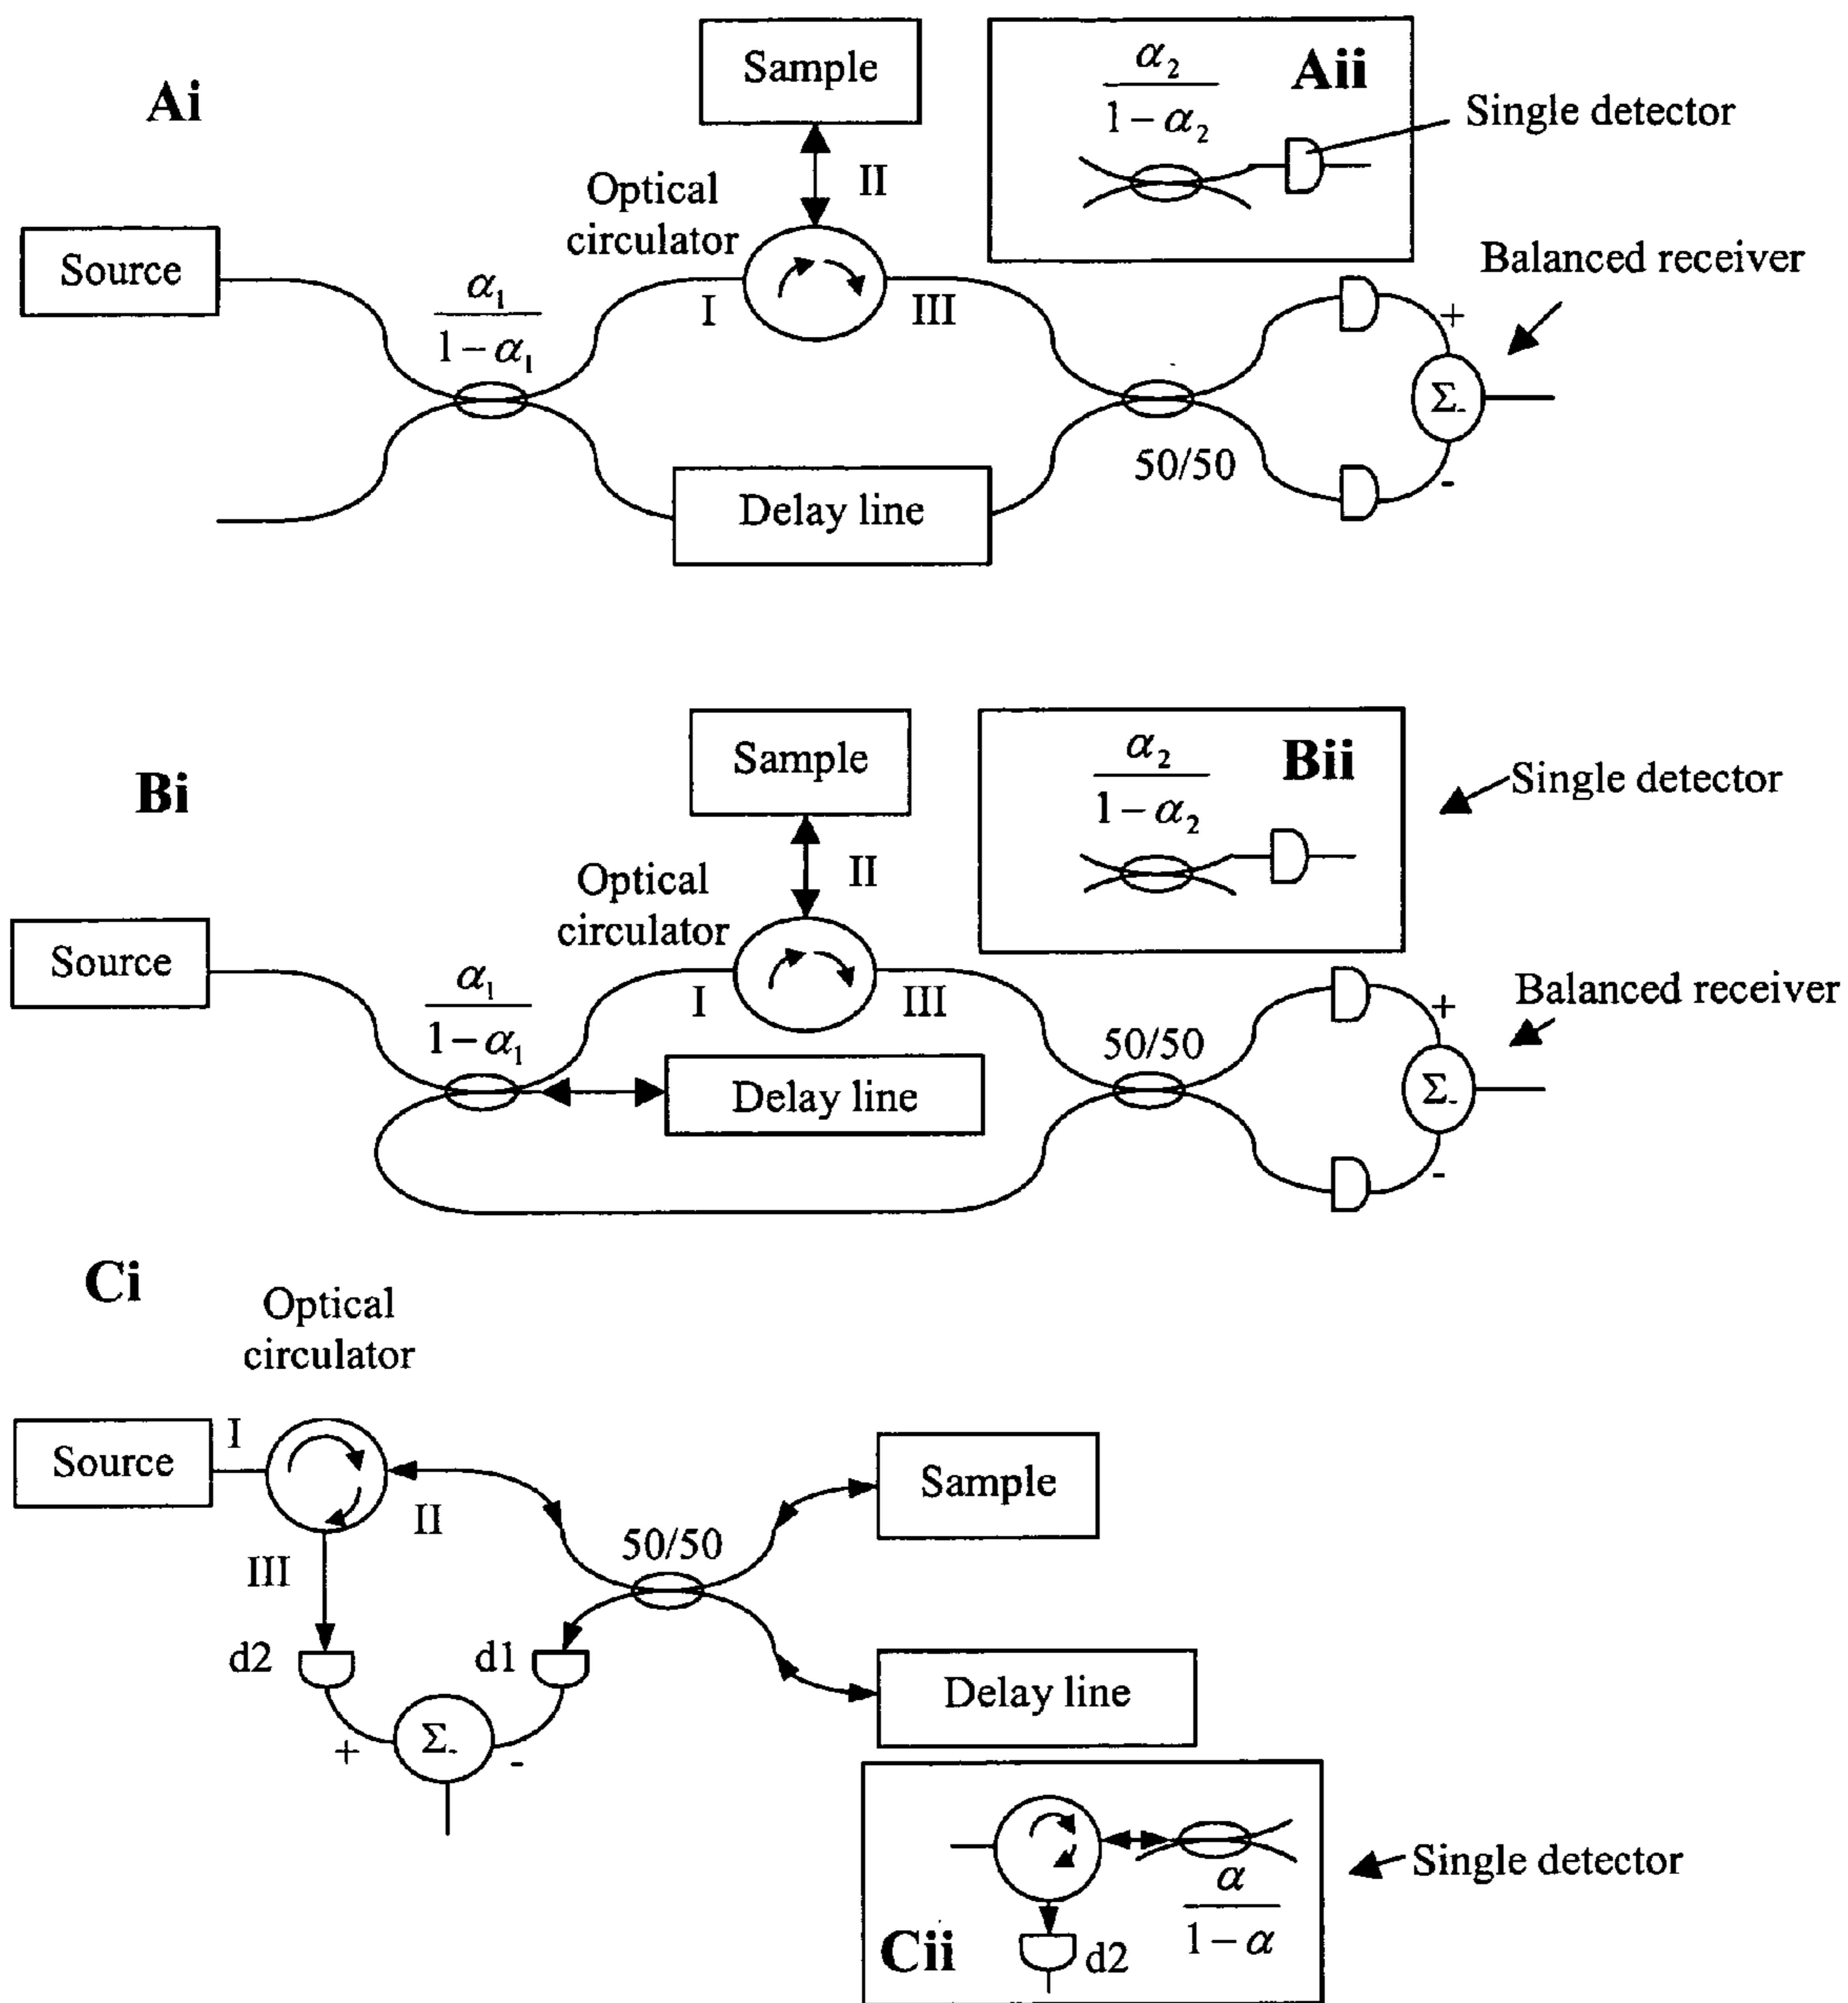 Ai
Source
α₁
1 − α₁
Optical
circulator
I
Sample
II
III
Delay line
50/50
α₂
1 − α₂
Aii
Single detector
Balanced receiver
+
Σ-
-
Bi
Source
α₁
1 − α₁
Optical
circulator
I
Sample
II
III
Delay line
50/50
α₂
1 − α₂
Bii
Single detector
Balanced receiver
+
Σ-
-
Ci
Optical
circulator
Source
I
II
III
50/50
Sample
Delay line
d2
d1
+
Σ-
-
Cii
d2
α
1 − α
Single detector